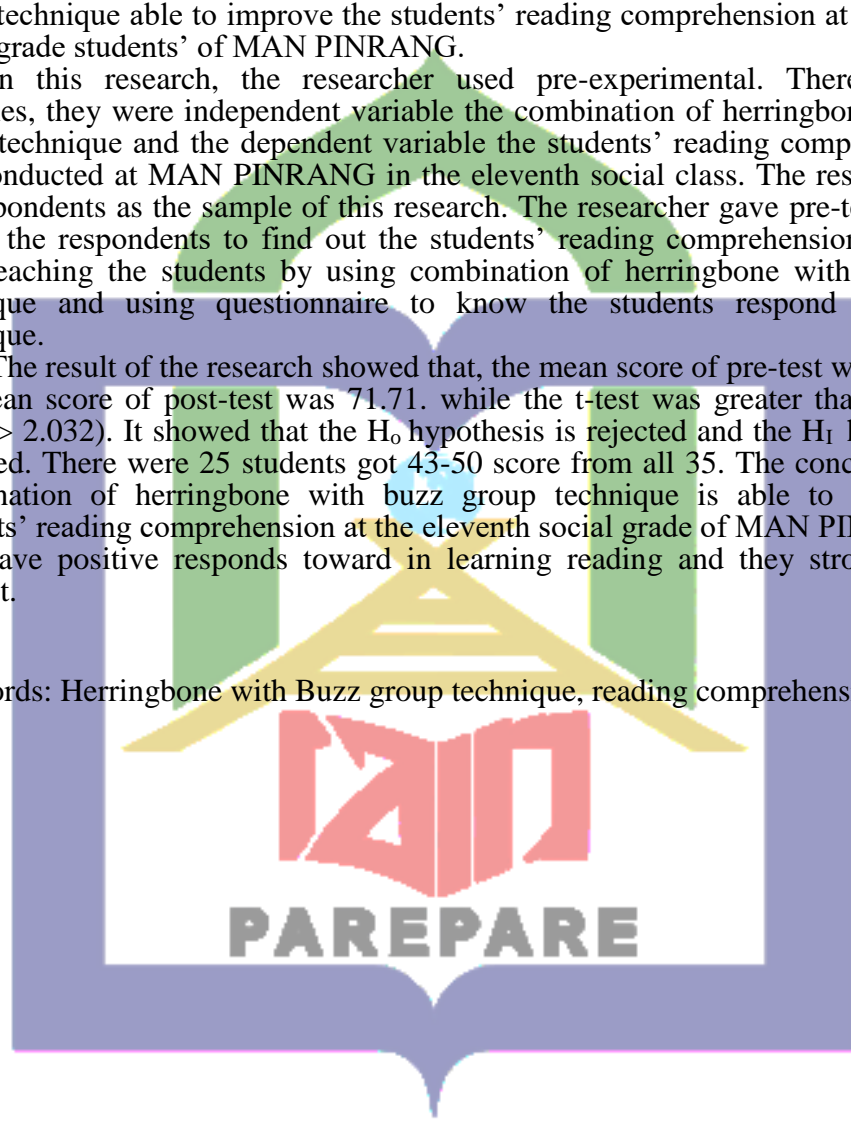 technique able to improve the students’ reading comprehension at
grade students’ of MAN PINRANG.
n this research, the researcher used pre-experimental. There
es, they were independent variable the combination of herringbo
technique and the dependent variable the students’ reading comp
onducted at MAN PINRANG in the eleventh social class. The res
pondents as the sample of this research. The researcher gave pre-te
the respondents to find out the students’ reading comprehension
eaching the students by using combination of herringbone with
que and using questionnaire to know the students respond
que.
The result of the research showed that, the mean score of pre-test w
ean score of post-test was 71.71. while the t-test was greater tha
> 2.032). It showed that the Ho hypothesis is rejected and the HI
ed. There were 25 students got 43-50 score from all 35. The conc
nation of herringbone with buzz group technique is able to
ts’ reading comprehension at the eleventh social grade of MAN PI
ave positive responds toward in learning reading and they stro
t.
ords: Herringbone with Buzz group technique, reading comprehens
iain
PAREPARE